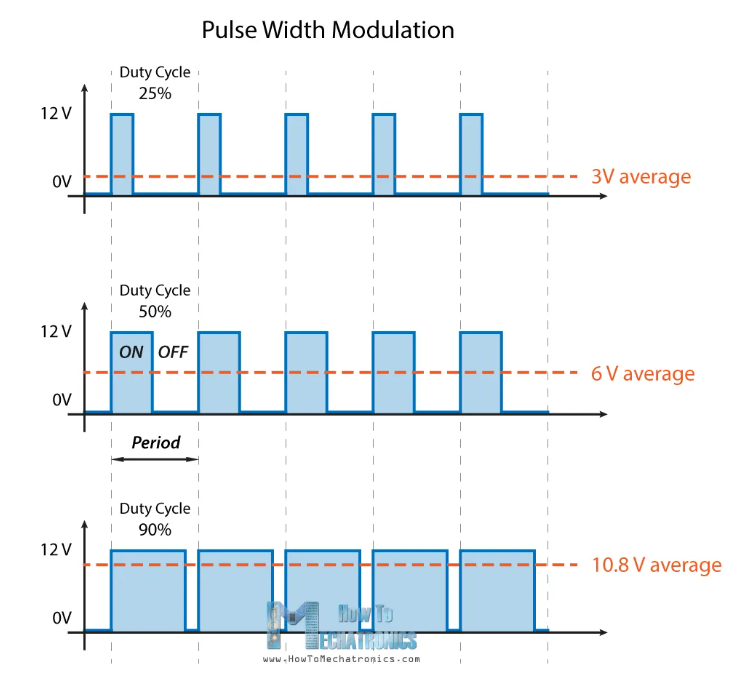 Pulse Width Modulation
Duty Cycle
25%
12 V
0V
3V average
Duty Cycle
50%
12 V
ON OFF
6 V average
0V
Period
Duty Cycle
90%
12 V
10.8 V average
0V
How To
MECHATRONICS
www.HowToMechatronics.com